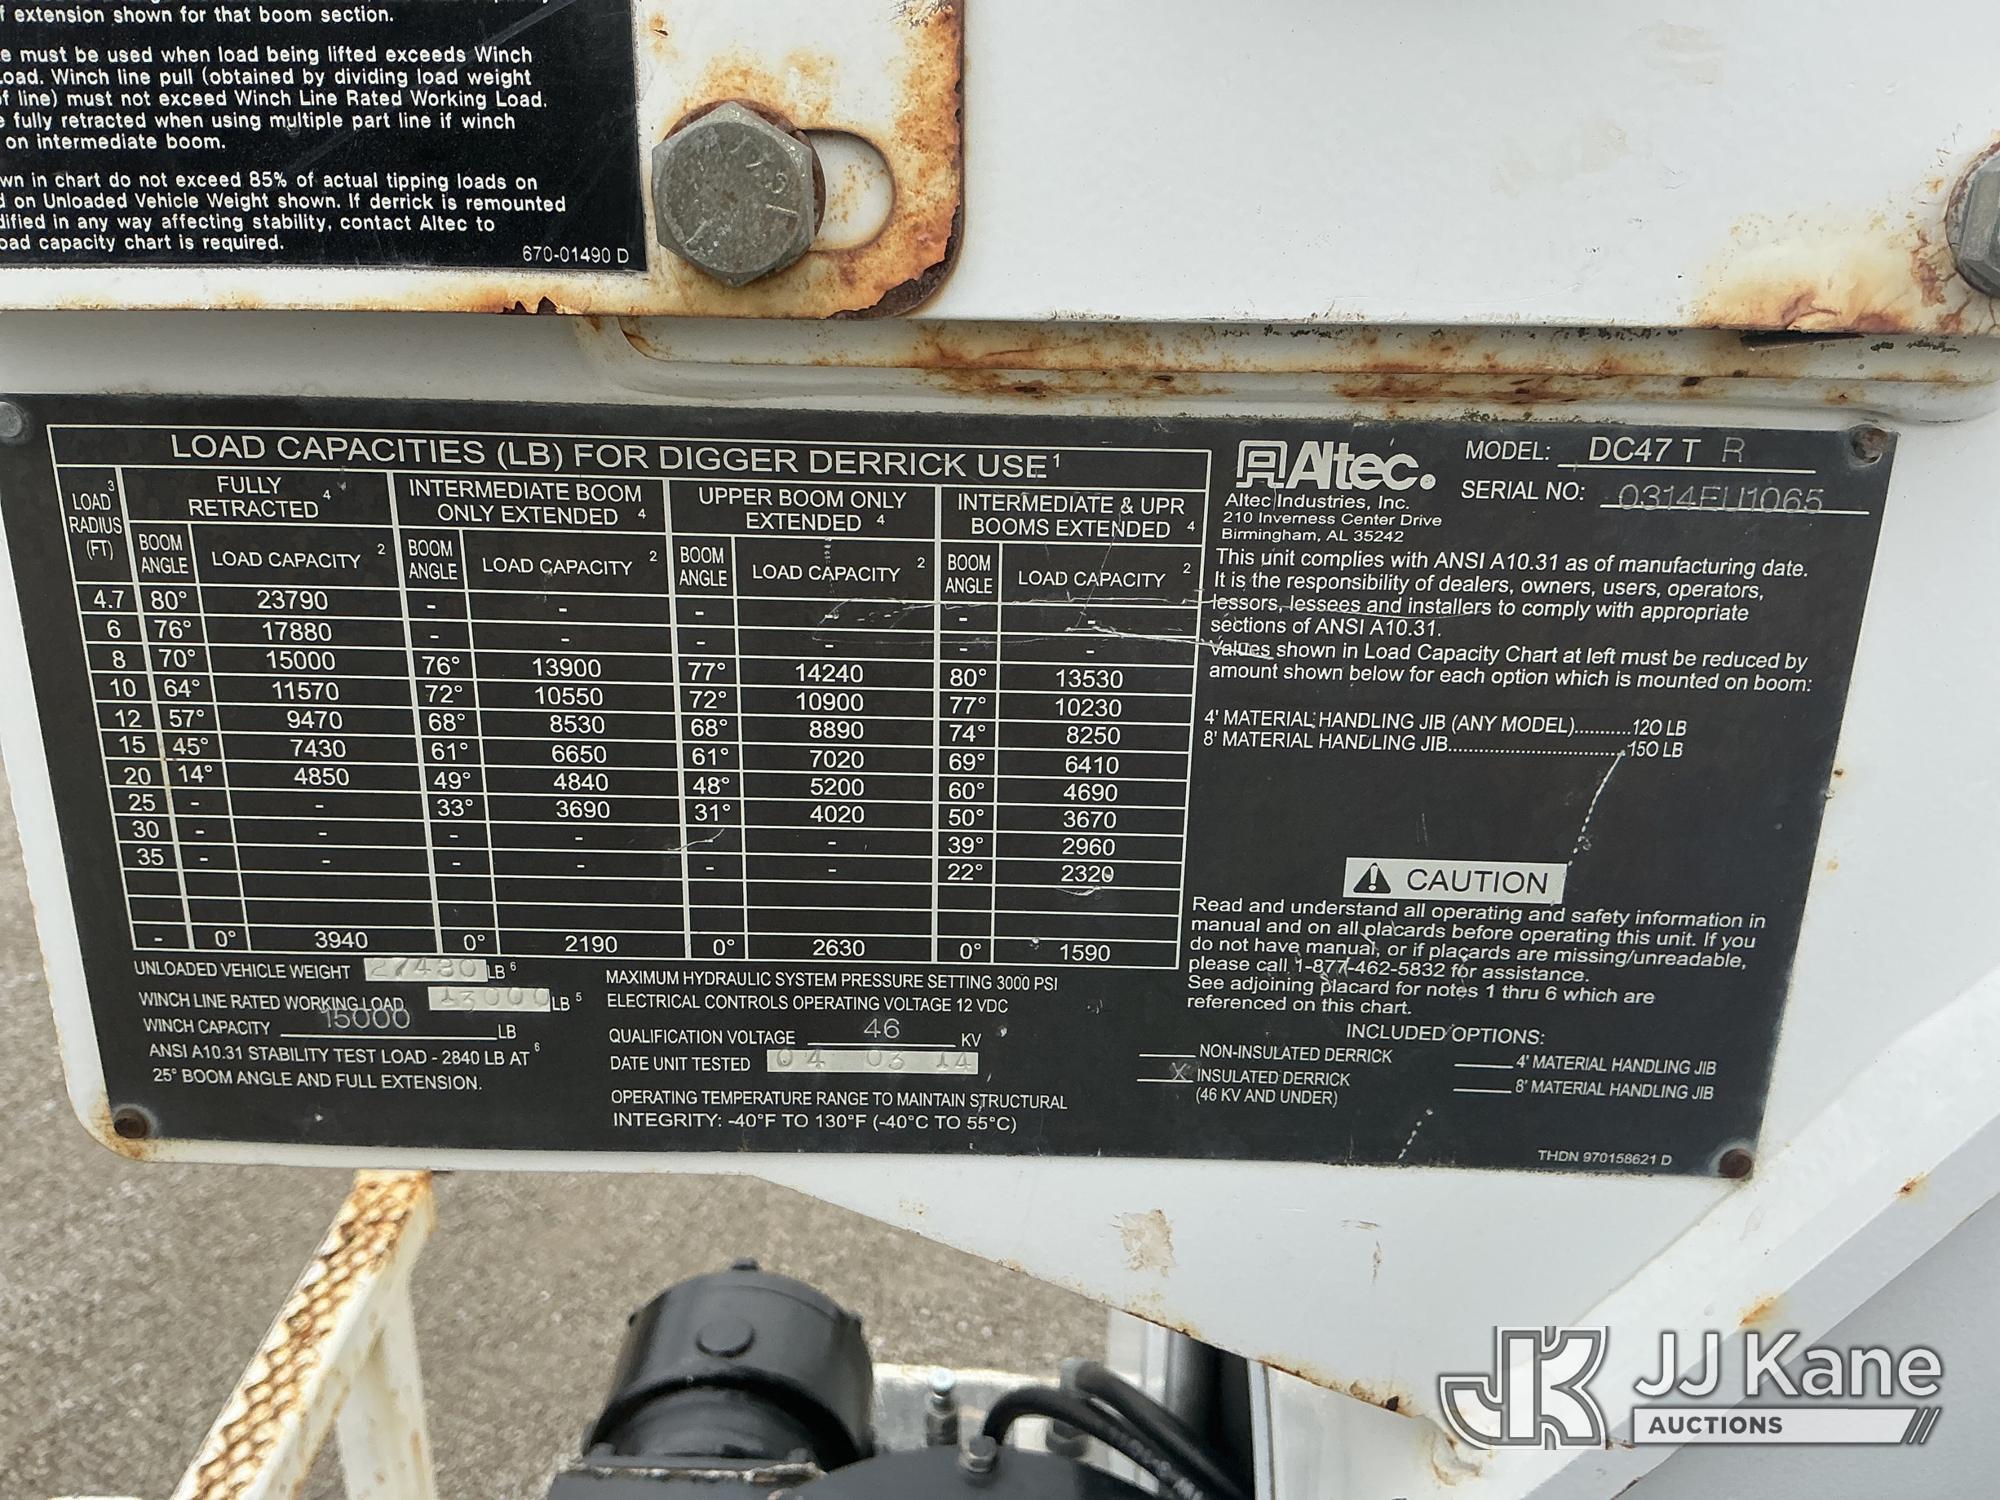 f extension shown for that boom section.
e must be used when load being lifted exceeds Winch
oad. Winch line pull (obtained by dividing load weight
f line) must not exceed Winch Line Rated Working Load.
e fully retracted when using multiple part line if winch
on intermediate boom.
wn in chart do not exceed 85% of actual tipping loads on
d on Unloaded Vehicle Weight shown. If derrick is remounted
dified in any way affecting stability, contact Altec to
oad capacity chart is required.
670-01490 D
LOAD CAPACITIES (LB) FOR DIGGER DERRICK USE 1
LOAD 3 RADIUS (FT) FULLY RETRACTED 4 INTERMEDIATE BOOM ONLY EXTENDED 4 UPPER BOOM ONLY EXTENDED 4 INTERMEDIATE & UPR BOOMS EXTENDED 4
BOOM ANGLE LOAD CAPACITY 2 BOOM ANGLE LOAD CAPACITY 2 BOOM ANGLE LOAD CAPACITY 2 BOOM ANGLE LOAD CAPACITY 2
4.7 80° 23790 - - - - - -
6 76° 17880 - - - - - -
8 70° 15000 76° 13900 77° 14240 80° 13530
10 64° 11570 72° 10550 72° 10900 77° 10230
12 57° 9470 68° 8530 68° 8890 74° 8250
15 45° 7430 61° 6650 61° 7020 69° 6410
20 14° 4850 49° 4840 48° 5200 60° 4690
25 - - 33° 3690 31° 4020 50° 3670
30 - - - - - - 39° 2960
35 - - - - - - 22° 2320
- 0° 3940 0° 2190 0° 2630 0° 1590
UNLOADED VEHICLE WEIGHT 27480 LB 6
WINCH LINE RATED WORKING LOAD 13000 LB 5
WINCH CAPACITY 15000 LB
ANSI A10.31 STABILITY TEST LOAD - 2840 LB AT 6
25° BOOM ANGLE AND FULL EXTENSION.
MAXIMUM HYDRAULIC SYSTEM PRESSURE SETTING 3000 PSI
ELECTRICAL CONTROLS OPERATING VOLTAGE 12 VDC
QUALIFICATION VOLTAGE 46 KV
DATE UNIT TESTED 04 03 14
OPERATING TEMPERATURE RANGE TO MAINTAIN STRUCTURAL
INTEGRITY: -40°F TO 130°F (-40°C TO 55°C)
Altec.
Altec Industries, Inc.
210 Inverness Center Drive
Birmingham, AL 35242
MODEL: DC47 T R
SERIAL NO: 0314EU1065
This unit complies with ANSI A10.31 as of manufacturing date.
It is the responsibility of dealers, owners, users, operators,
lessors, lessees and installers to comply with appropriate
sections of ANSI A10.31.
Values shown in Load Capacity Chart at left must be reduced by
amount shown below for each option which is mounted on boom:
4' MATERIAL HANDLING JIB (ANY MODEL)...........120 LB
8' MATERIAL HANDLING JIB..................................150 LB
CAUTION
Read and understand all operating and safety information in
manual and on all placards before operating this unit. If you
do not have manual, or if placards are missing/unreadable,
please call 1-877-462-5832 for assistance.
See adjoining placard for notes 1 thru 6 which are
referenced on this chart.
INCLUDED OPTIONS:
NON-INSULATED DERRICK
X INSULATED DERRICK
(46 KV AND UNDER)
4' MATERIAL HANDLING JIB
8' MATERIAL HANDLING JIB
THDN 970158621 D
JK JJ Kane
AUCTIONS